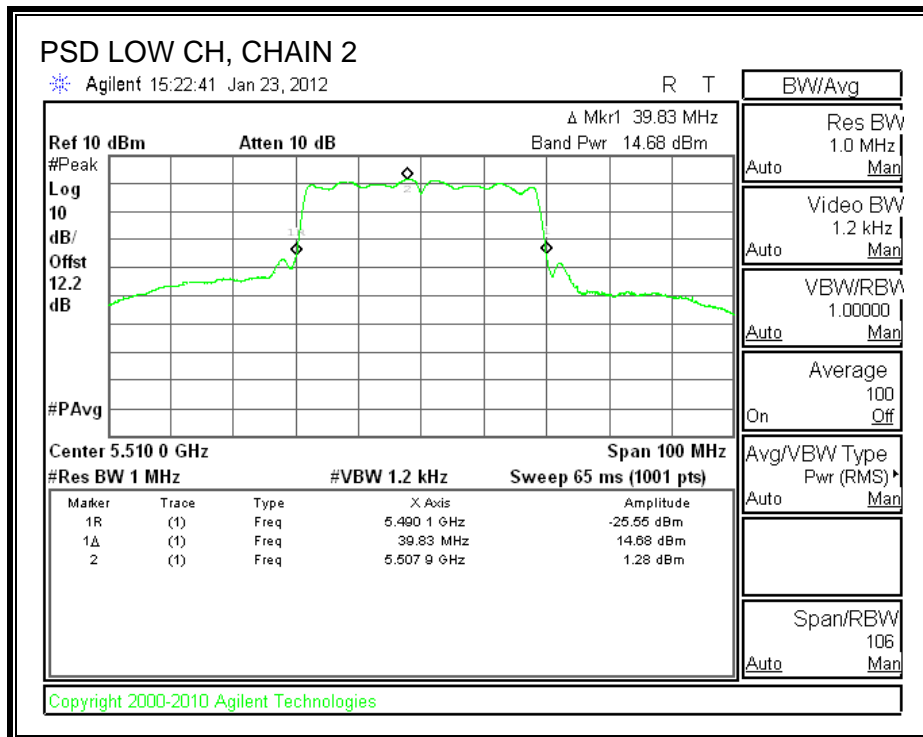 PSD LOW CH, CHAIN 2
Agilent 15:22:41 Jan 23, 2012 R T
BW/Avg
Δ Mkr1 39.83 MHz
Ref 10 dBm Atten 10 dB Band Pwr 14.68 dBm
#Peak
Log
10
dB/
Offst
12.2
dB
1R
2
1
#PAvg
Center 5.510 0 GHz Span 100 MHz
#Res BW 1 MHz #VBW 1.2 kHz Sweep 65 ms (1001 pts)
Marker Trace Type X Axis Amplitude
1R (1) Freq 5.490 1 GHz -25.55 dBm
1Δ (1) Freq 39.83 MHz 14.68 dBm
2 (1) Freq 5.507 9 GHz 1.28 dBm
Res BW
1.0 MHz
Auto Man
Video BW
1.2 kHz
Auto Man
VBW/RBW
1.00000
Auto Man
Average
100
On Off
Avg/VBW Type
Pwr (RMS)
Auto Man
Span/RBW
106
Auto Man
Copyright 2000-2010 Agilent Technologies